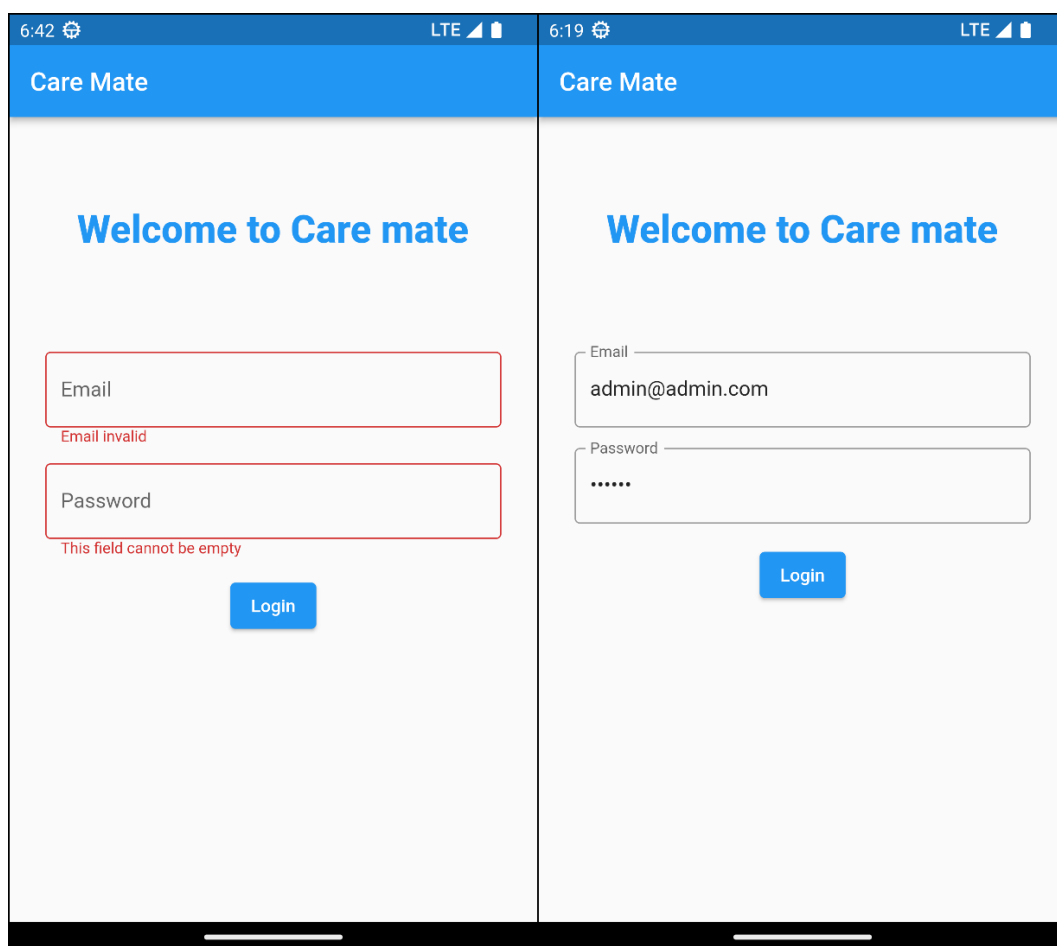 6:42 LTE
Care Mate
Welcome to Care mate
Email
Email invalid
Password
This field cannot be empty
Login
6:19 LTE
Care Mate
Welcome to Care mate
Email
admin@admin.com
Password
••••••
Login